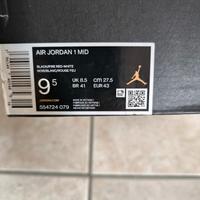 AIR JORDAN 1 MID
BLACK/FIRE RED-WHITE
NOIR/BLANC/ROUGE FEU
9.5
UK 8.5
cm 27.5
BR 41
EUR 43
554724 079